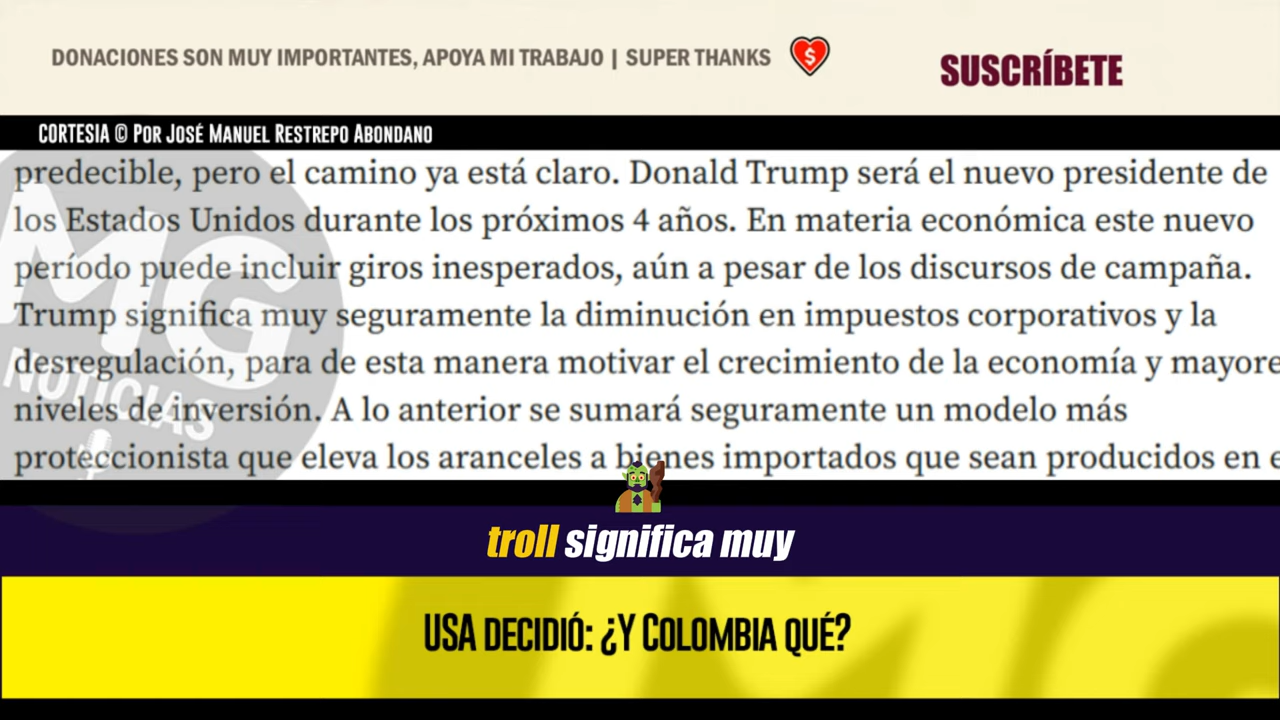 DONACIONES SON MUY IMPORTANTES, APOYA MI TRABAJO | SUPER THANKS
SUSCRÍBETE
CORTESIA © POR JOSÉ MANUEL RESTREPO ABONDANO
predecible, pero el camino ya está claro. Donald Trump será el nuevo presidente de
los Estados Unidos durante los próximos 4 años. En materia económica este nuevo
período puede incluir giros inesperados, aún a pesar de los discursos de campaña.
Trump significa muy seguramente la diminución en impuestos corporativos y la
desregulación, para de esta manera motivar el crecimiento de la economía y mayore
niveles de inversión. A lo anterior se sumará seguramente un modelo más
proteccionista que eleva los aranceles a bienes importados que sean producidos en e
MG
NOTICIAS
troll significa muy
USA DECIDIÓ: ¿Y COLOMBIA QUÉ?